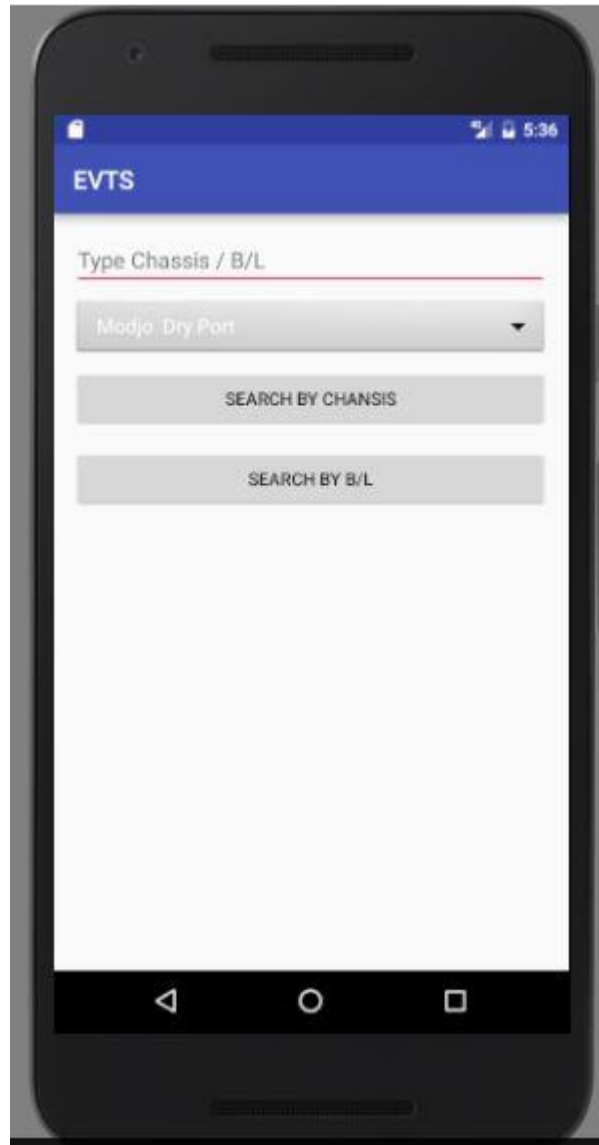 5:36
EVTS
Type Chassis / B/L
Modjo Dry Port
SEARCH BY CHANSIS
SEARCH BY B/L